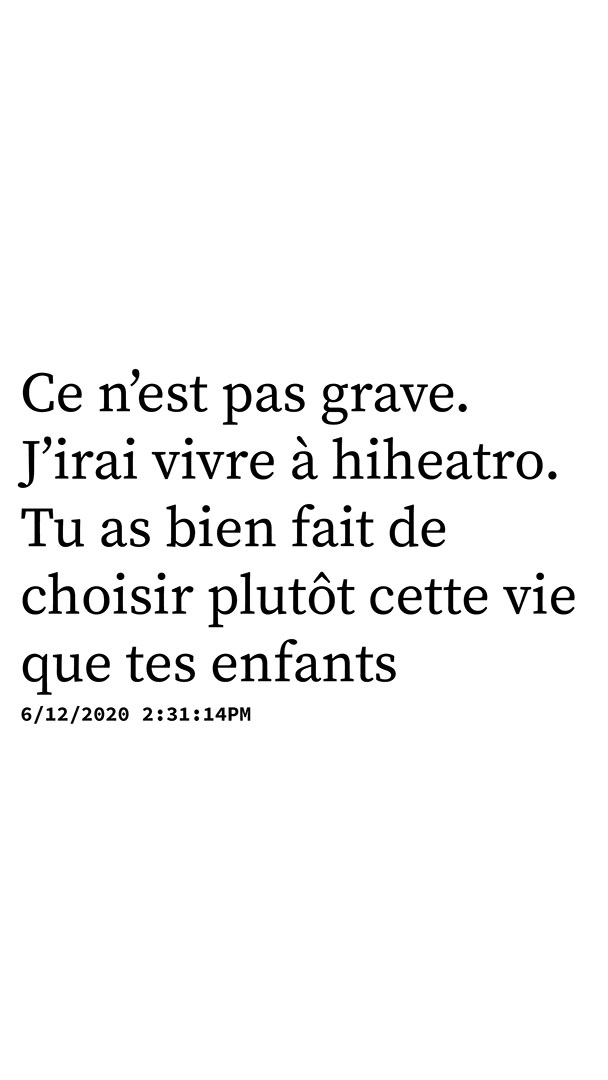 Ce n’est pas grave.
J’irai vivre à hiheatro.
Tu as bien fait de
choisir plutôt cette vie
que tes enfants
6/12/2020 2:31:14PM